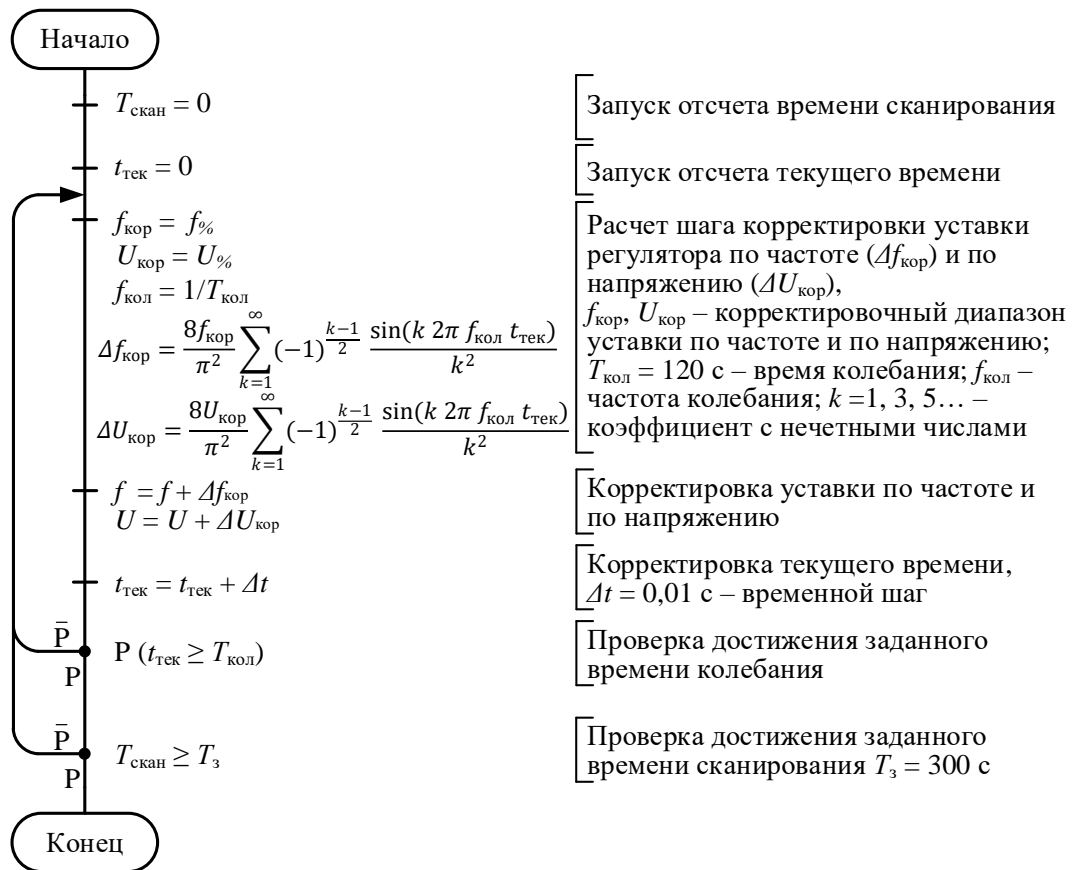 Начало
T_скан = 0
Запуск отсчета времени сканирования
t_тек = 0
Запуск отсчета текущего времени
f_кор = f_%
U_кор = U_%
f_кол = 1/T_кол
Δf_кор = 8f_кор/π² ∑_{k=1}^{∞} (−1)^{(k−1)/2} sin(k 2π f_кол t_тек)/k²
ΔU_кор = 8U_кор/π² ∑_{k=1}^{∞} (−1)^{(k−1)/2} sin(k 2π f_кол t_тек)/k²
Расчет шага корректировки уставки
регулятора по частоте (Δf_кор) и по
напряжению (ΔU_кор),
f_кор, U_кор – корректировочный диапазон
уставки по частоте и по напряжению;
T_кол = 120 с – время колебания; f_кол –
частота колебания; k =1, 3, 5… –
коэффициент с нечетными числами
f = f + Δf_кор
U = U + ΔU_кор
Корректировка уставки по частоте и
по напряжению
t_тек = t_тек + Δt
Корректировка текущего времени,
Δt = 0,01 с – временной шаг
P̄
P
P (t_тек ≥ T_кол)
Проверка достижения заданного
времени колебания
P̄
P
T_скан ≥ T_з
Проверка достижения заданного
времени сканирования T_з = 300 с
Конец